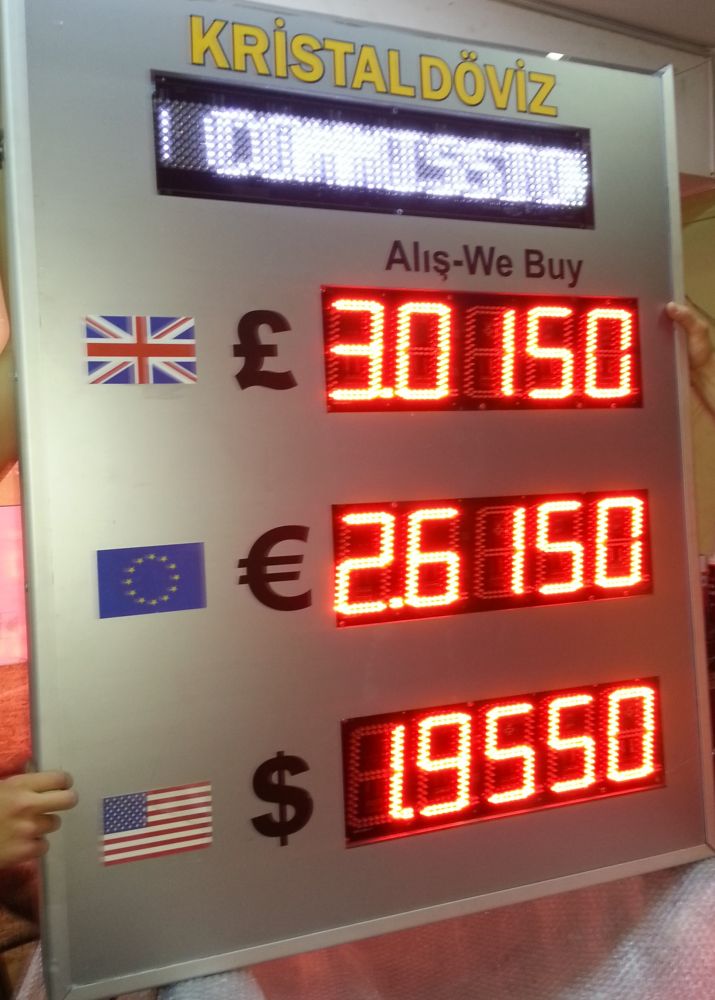 KRİSTAL DÖVİZ
Alış-We Buy
£ 3.0150
€ 2.6150
$ 1.9550